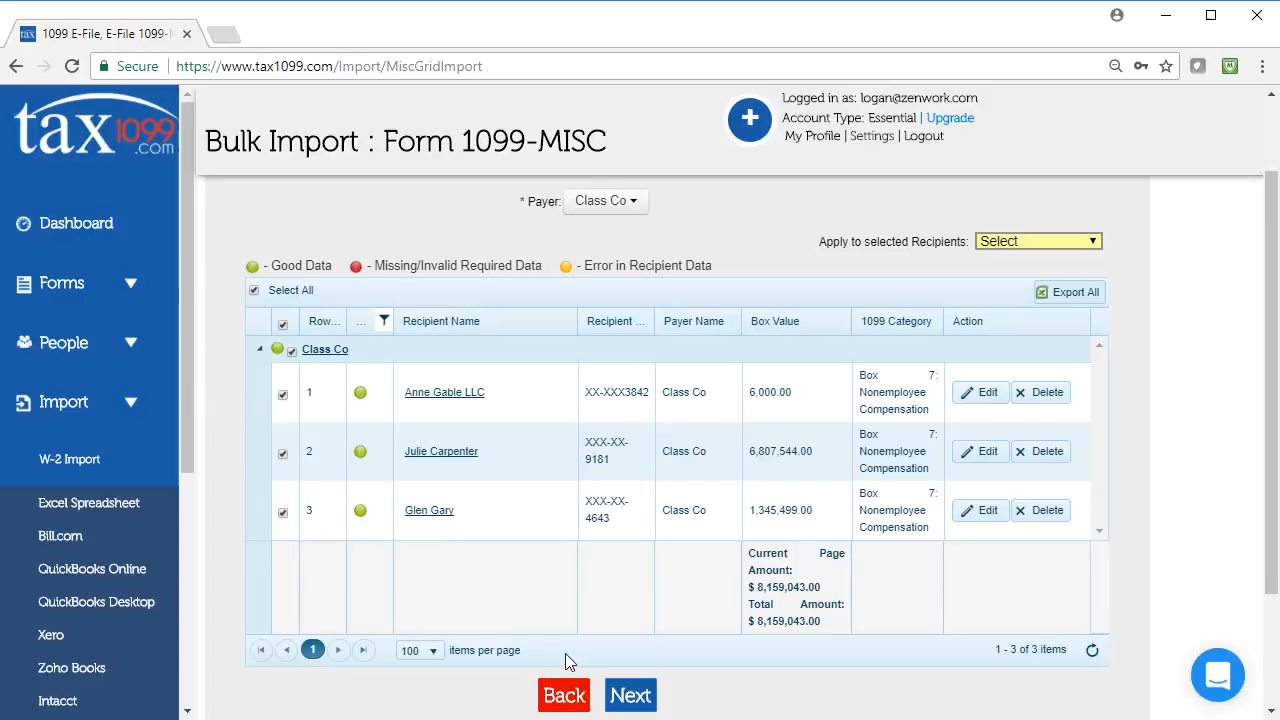 tax 1099 E-File, E-File 1099-
Secure https://www.tax1099.com/Import/MiscGridImport
tax1099
.com
Bulk Import : Form 1099-MISC
Logged in as: logan@zenwork.com
Account Type: Essential | Upgrade
My Profile | Settings | Logout
Dashboard
Forms
People
Import
W-2 Import
Excel Spreadsheet
Bill.com
QuickBooks Online
QuickBooks Desktop
Xero
Zoho Books
Intacct
* Payer: Class Co
Apply to selected Recipients: Select
- Good Data - Missing/Invalid Required Data - Error in Recipient Data
Select All Export All
Row... ... Recipient Name Recipient ... Payer Name Box Value 1099 Category Action
Class Co
1 Anne Gable LLC XX-XXX3842 Class Co 6,000.00 Box 7: Edit Delete
Nonemployee
Compensation
2 Julie Carpenter XXX-XX- Class Co 6,807,544.00 Box 7: Edit Delete
9181 Nonemployee
Compensation
3 Glen Gary XXX-XX- Class Co 1,345,499.00 Box 7: Edit Delete
4643 Nonemployee
Compensation
Current Page
Amount:
$ 8,159,043.00
Total Amount:
$ 8,159,043.00
1 100 items per page 1 - 3 of 3 items
Back Next